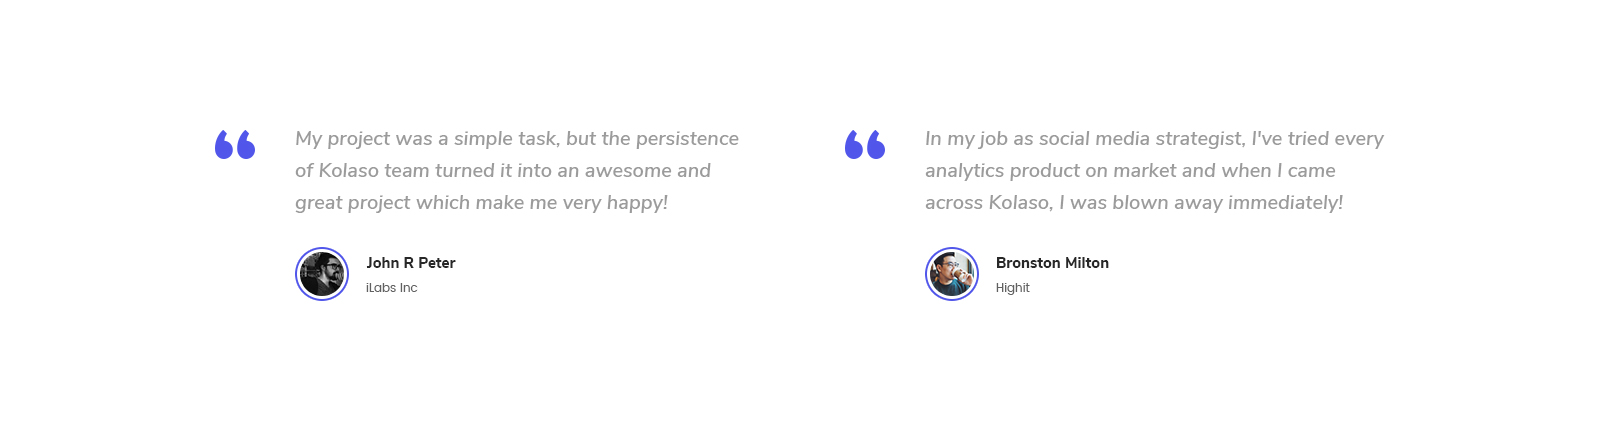 My project was a simple task, but the persistence
of Kolaso team turned it into an awesome and
great project which make me very happy!
John R Peter
iLabs Inc
In my job as social media strategist, I've tried every
analytics product on market and when I came
across Kolaso, I was blown away immediately!
Bronston Milton
Highit